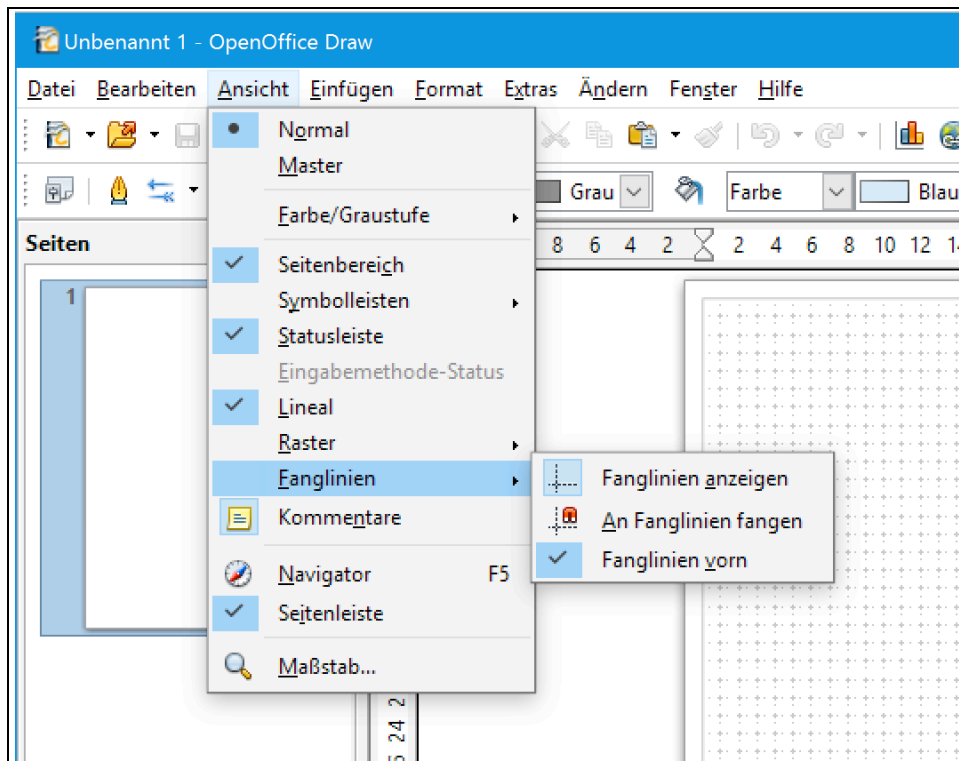 Unbenannt 1 - OpenOffice Draw
Datei Bearbeiten Ansicht Einfügen Format Extras Ändern Fenster Hilfe
Grau Farbe Blau
Seiten
8 6 4 2 2 4 6 8 10 12
1
Normal
Master
Farbe/Graustufe
Seitenbereich
Symbolleisten
Statusleiste
Eingabemethode-Status
Lineal
Raster
Fanglinien
Kommentare
Navigator F5
Seitenleiste
Maßstab...
Fanglinien anzeigen
An Fanglinien fangen
Fanglinien vorn
24